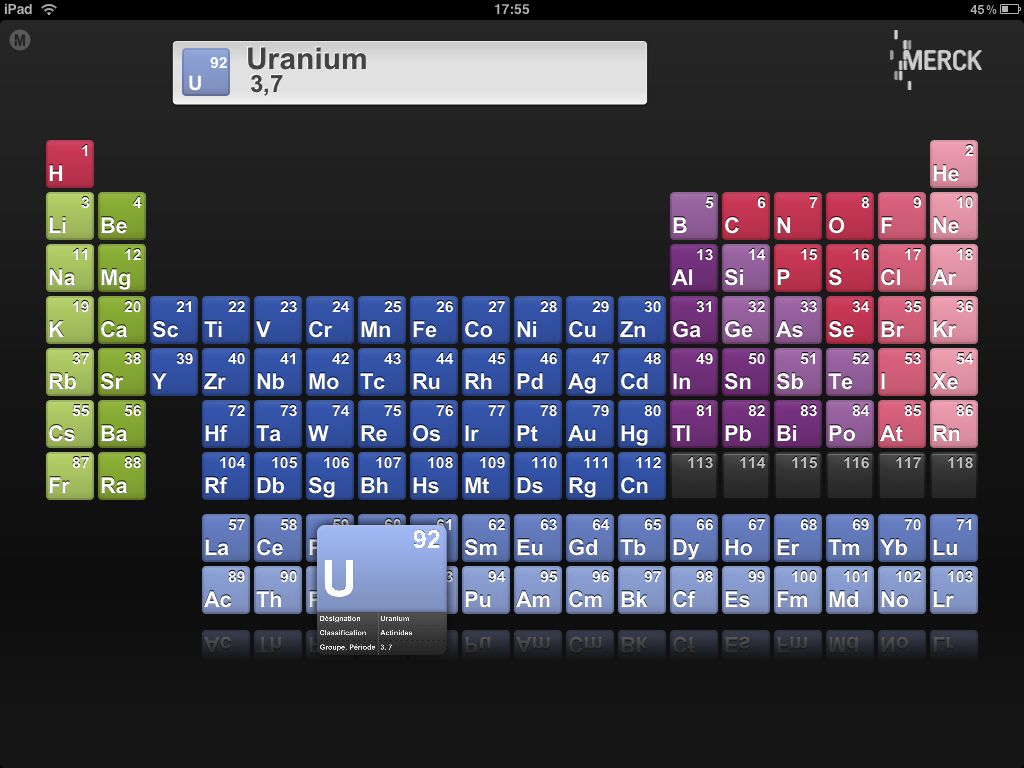 iPad 17:55 45%
M
92 Uranium
U 3,7
MERCK
1 2
H He
3 4 5 6 7 8 9 10
Li Be B C N O F Ne
11 12 13 14 15 16 17 18
Na Mg Al Si P S Cl Ar
19 20 21 22 23 24 25 26 27 28 29 30 31 32 33 34 35 36
K Ca Sc Ti V Cr Mn Fe Co Ni Cu Zn Ga Ge As Se Br Kr
37 38 39 40 41 42 43 44 45 46 47 48 49 50 51 52 53 54
Rb Sr Y Zr Nb Mo Tc Ru Rh Pd Ag Cd In Sn Sb Te I Xe
55 56 72 73 74 75 76 77 78 79 80 81 82 83 84 85 86
Cs Ba Hf Ta W Re Os Ir Pt Au Hg Tl Pb Bi Po At Rn
87 88 104 105 106 107 108 109 110 111 112 113 114 115 116 117 118
Fr Ra Rf Db Sg Bh Hs Mt Ds Rg Cn
57 58 59 60 61 62 63 64 65 66 67 68 69 70 71
La Ce Sm Eu Gd Tb Dy Ho Er Tm Yb Lu
92
U
89 90 94 95 96 97 98 99 100 101 102 103
Ac Th Pu Am Cm Bk Cf Es Fm Md No Lr
Désignation Uranium
Classification Actinides
Groupe, Période 3, 7